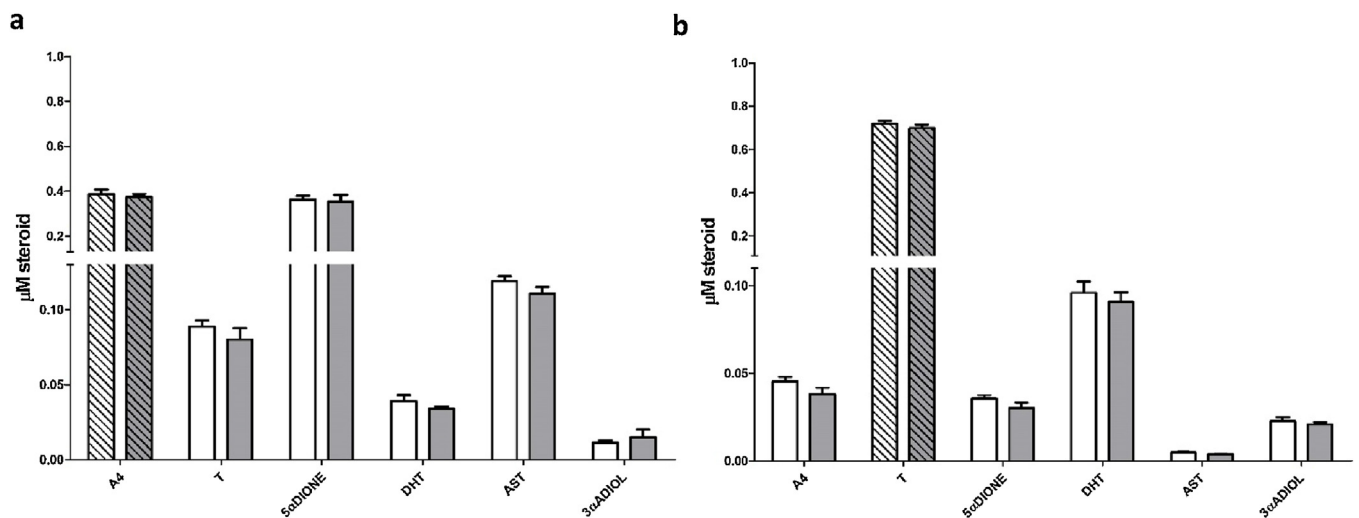 a
μM steroid
1.0
0.8
0.6
0.4
0.2
0.10
0.05
0.00
A4
T
5αDIONE
DHT
AST
3αADIOL
b
μM steroid
1.0
0.8
0.6
0.4
0.2
0.10
0.05
0.00
A4
T
5αDIONE
DHT
AST
3αADIOL